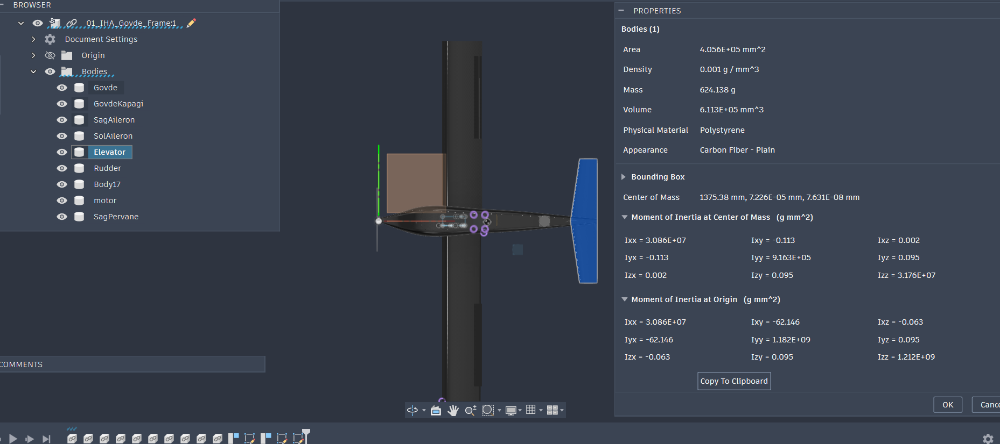 BROWSER
01_IHA_Govde_Frame:1
Document Settings
Origin
Bodies
Govde
GovdeKapagi
SagAileron
SolAileron
Elevator
Rudder
Body17
motor
SagPervane
COMMENTS
PROPERTIES
Bodies (1)
Area 4.056E+05 mm^2
Density 0.001 g / mm^3
Mass 624.138 g
Volume 6.113E+05 mm^3
Physical Material Polystyrene
Appearance Carbon Fiber - Plain
Bounding Box
Center of Mass 1375.38 mm, 7.226E-05 mm, 7.631E-08 mm
Moment of Inertia at Center of Mass (g mm^2)
Ixx = 3.086E+07 Ixy = -0.113 Ixz = 0.002
Iyx = -0.113 Iyy = 9.163E+05 Iyz = 0.095
Izx = 0.002 Izy = 0.095 Izz = 3.176E+07
Moment of Inertia at Origin (g mm^2)
Ixx = 3.086E+07 Ixy = -62.146 Ixz = -0.063
Iyx = -62.146 Iyy = 1.182E+09 Iyz = 0.095
Izx = -0.063 Izy = 0.095 Izz = 1.212E+09
Copy To Clipboard
OK Cance